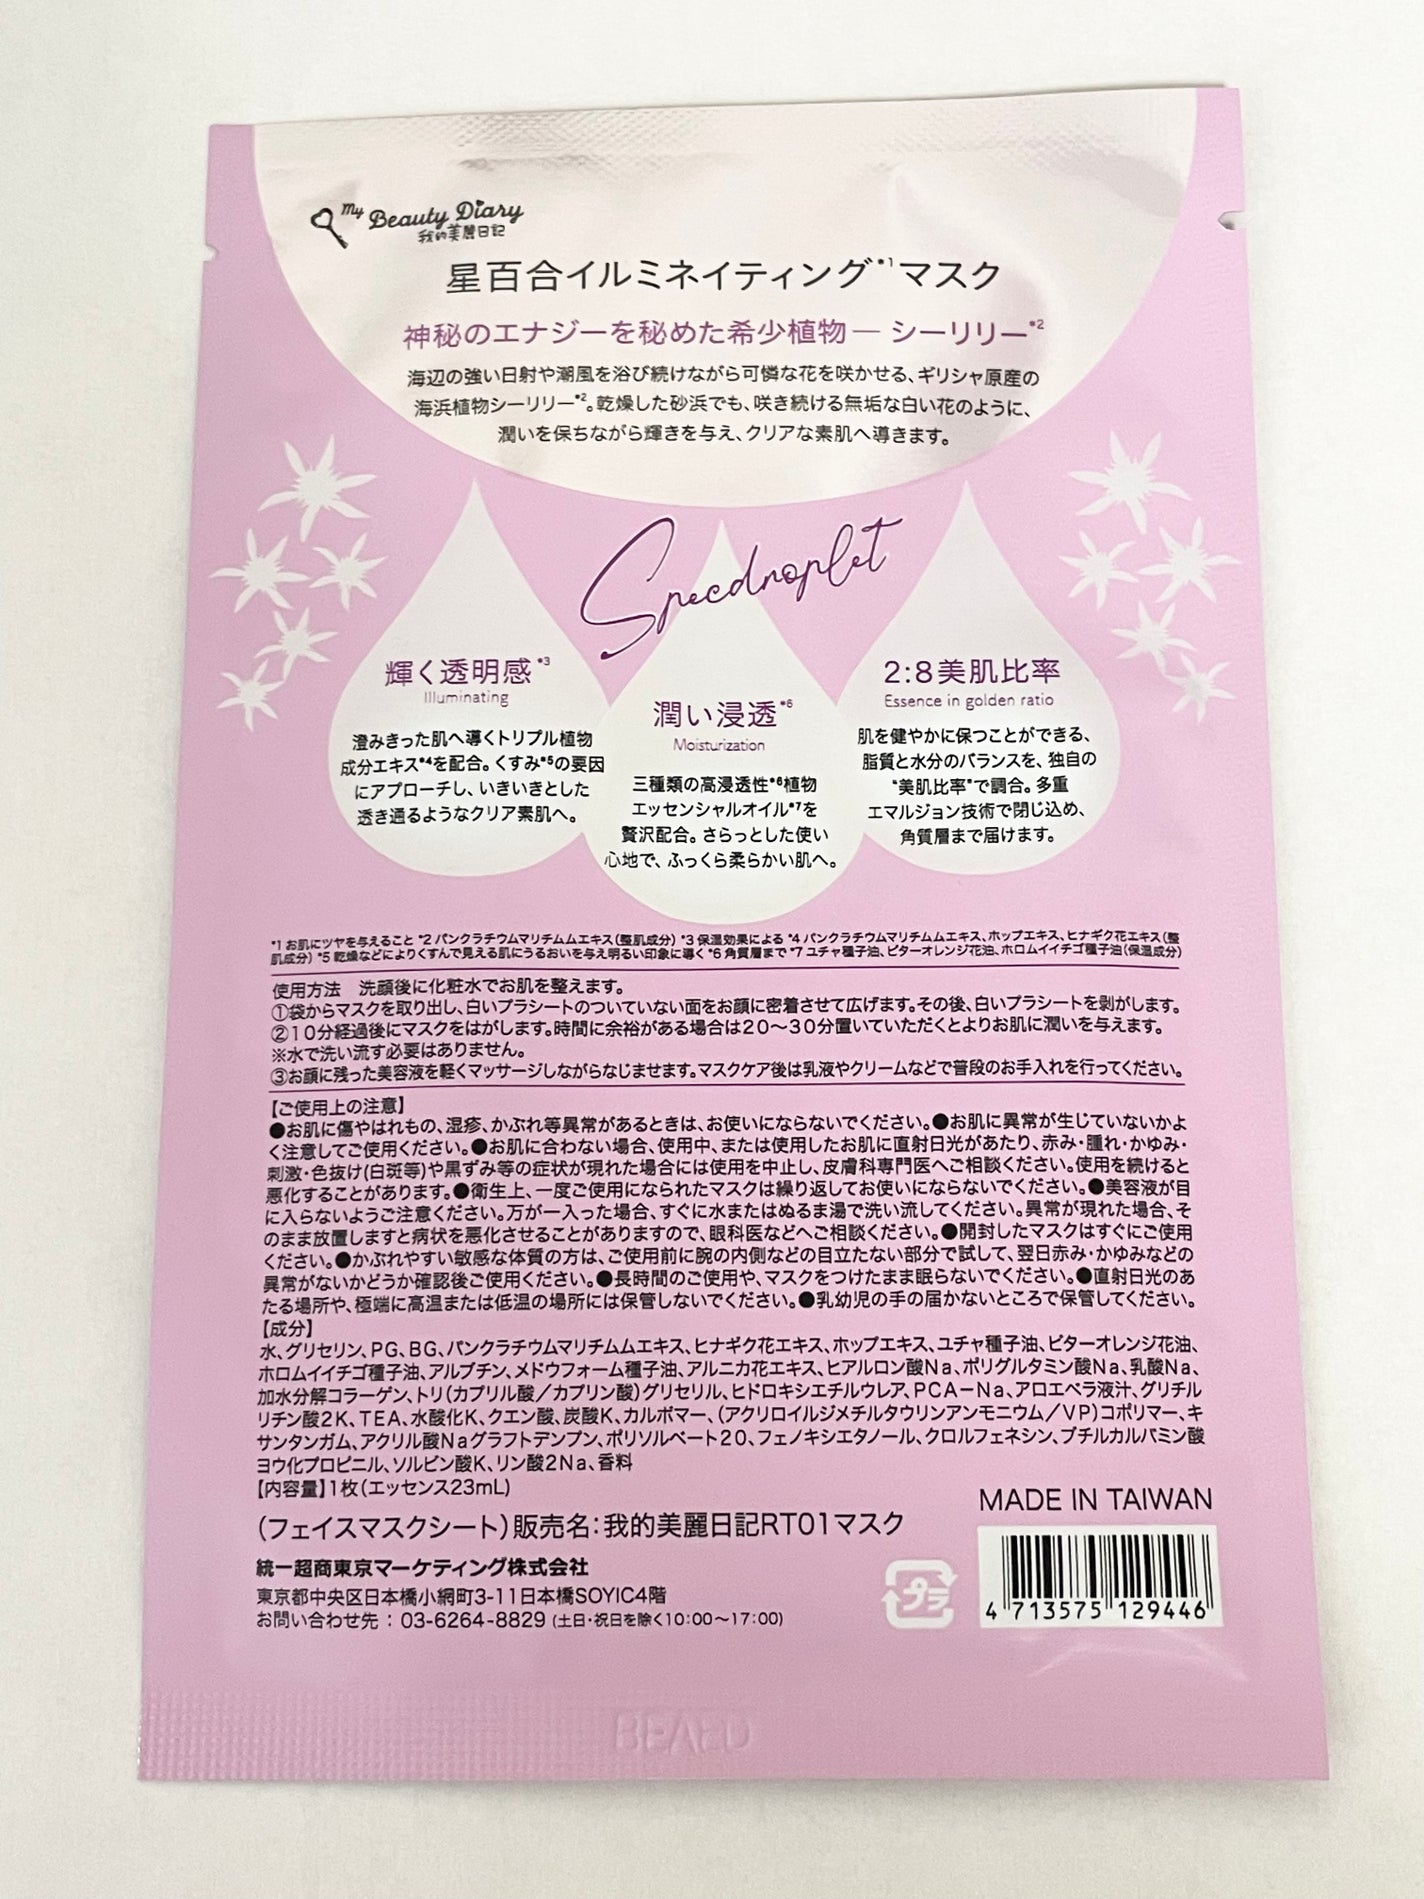 my Beauty Diary
我的美麗日記
星百合イルミネイティング*1マスク
神秘のエナジーを秘めた希少植物― シーリリー*2
海辺の強い日射や潮風を浴び続けながら可憐な花を咲かせる、ギリシャ原産の
海浜植物シーリリー*2。乾燥した砂浜でも、咲き続ける無垢な白い花のように、
潤いを保ちながら輝きを与え、クリアな素肌へ導きます。
Specdroplet
輝く透明感*3
Illuminating
澄みきった肌へ導くトリプル植物
成分エキス*4を配合。くすみ*5の要因
にアプローチし、いきいきとした
透き通るようなクリア素肌へ。
潤い浸透*6
Moisturization
三種類の高浸透性*6植物
エッセンシャルオイル*7を
贅沢配合。さらっとした使い
心地で、ふっくら柔らかい肌へ。
2:8美肌比率
Essence in golden ratio
肌を健やかに保つことができる、
脂質と水分のバランスを、独自の
"美肌比率"で調合。多重
エマルジョン技術で閉じ込め、
角質層まで届けます。
*1 お肌にツヤを与えること *2 パンクラチウムマリチムムエキス(整肌成分) *3 保湿効果による *4 パンクラチウムマリチムムエキス、ホップエキス、ヒナギク花エキス(整
肌成分) *5 乾燥などによりくすんで見える肌にうるおいを与え明るい印象に導く *6 角質層まで *7 ユチャ種子油、ビターオレンジ花油、ホロムイイチゴ種子油(保湿成分)
使用方法　洗顔後に化粧水でお肌を整えます。
①袋からマスクを取り出し、白いプラシートのついていない面をお顔に密着させて広げます。その後、白いプラシートを剥がします。
②10分経過後にマスクをはがします。時間に余裕がある場合は20～30分置いていただくとよりお肌に潤いを与えます。
※水で洗い流す必要はありません。
③お顔に残った美容液を軽くマッサージしながらなじませます。マスクケア後は乳液やクリームなどで普段のお手入れを行ってください。
【ご使用上の注意】
●お肌に傷やはれもの、湿疹、かぶれ等異常があるときは、お使いにならないでください。●お肌に異常が生じていないかよ
く注意してご使用ください。●お肌に合わない場合、使用中、または使用したお肌に直射日光があたり、赤み・腫れ・かゆみ・
刺激・色抜け(白斑等)や黒ずみ等の症状が現れた場合には使用を中止し、皮膚科専門医へご相談ください。使用を続けると
悪化することがあります。●衛生上、一度ご使用になられたマスクは繰り返してお使いにならないでください。●美容液が目
に入らないようご注意ください。万が一入った場合、すぐに水またはぬるま湯で洗い流してください。異常が現れた場合、そ
のまま放置しますと病状を悪化させることがありますので、眼科医などへご相談ください。●開封したマスクはすぐにご使用
ください。●かぶれやすい敏感な体質の方は、ご使用前に腕の内側などの目立たない部分で試して、翌日赤み・かゆみなどの
異常がないかどうか確認後ご使用ください。●長時間のご使用や、マスクをつけたまま眠らないでください。●直射日光のあ
たる場所や、極端に高温または低温の場所には保管しないでください。●乳幼児の手の届かないところで保管してください。
【成分】
水、グリセリン、PG、BG、パンクラチウムマリチムムエキス、ヒナギク花エキス、ホップエキス、ユチャ種子油、ビターオレンジ花油、
ホロムイイチゴ種子油、アルブチン、メドウフォーム種子油、アルニカ花エキス、ヒアルロン酸Na、ポリグルタミン酸Na、乳酸Na、
加水分解コラーゲン、トリ(カプリル酸／カプリン酸)グリセリル、ヒドロキシエチルウレア、PCA－Na、アロエベラ液汁、グリチル
リチン酸2K、TEA、水酸化K、クエン酸、炭酸K、カルボマー、(アクリロイルジメチルタウリンアンモニウム／VP)コポリマー、キ
サンタンガム、アクリル酸Naグラフトデンプン、ポリソルベート20、フェノキシエタノール、クロルフェネシン、ブチルカルバミン酸
ヨウ化プロピニル、ソルビン酸K、リン酸2Na、香料
【内容量】1枚(エッセンス23mL)
(フェイスマスクシート)販売名：我的美麗日記RT01マスク
統一超商東京マーケティング株式会社
東京都中央区日本橋小網町3-11日本橋SOYIC4階
お問い合わせ先：03-6264-8829 (土日・祝日を除く10:00～17:00)
プラ
MADE IN TAIWAN
4 713575 129446